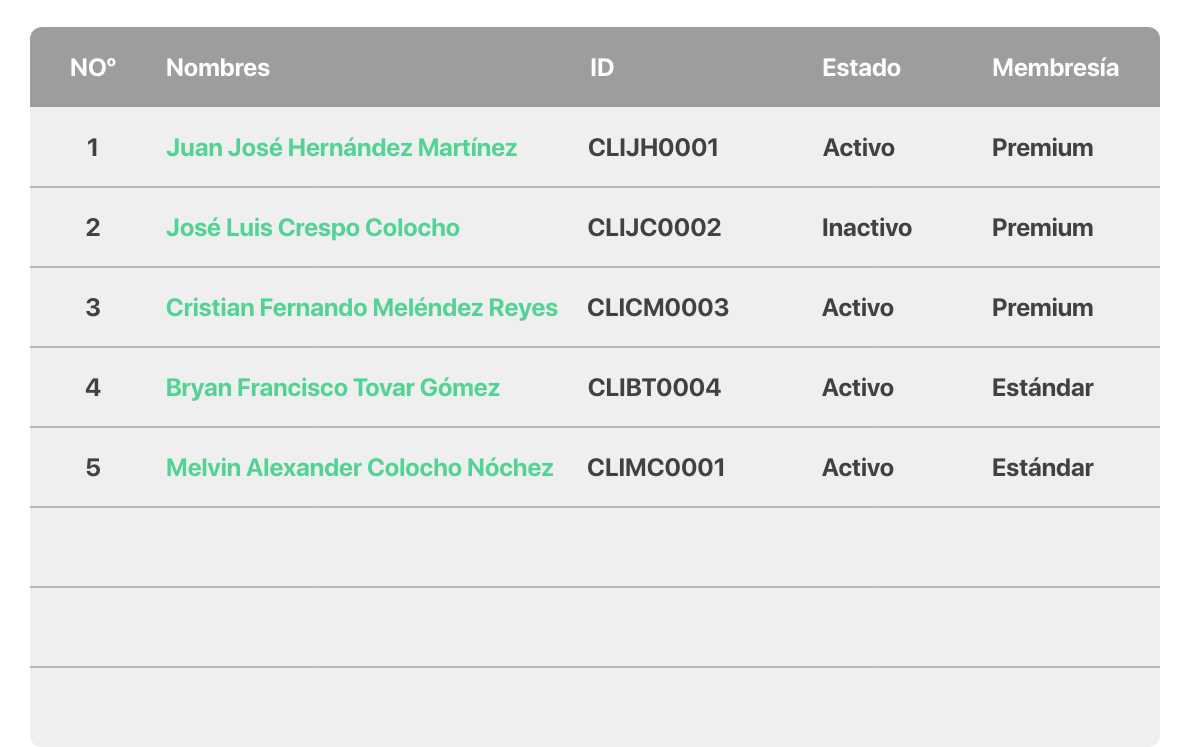 NOº Nombres ID Estado Membresía
1 Juan José Hernández Martínez CLIJH0001 Activo Premium
2 José Luis Crespo Colocho CLIJC0002 Inactivo Premium
3 Cristian Fernando Meléndez Reyes CLICM0003 Activo Premium
4 Bryan Francisco Tovar Gómez CLIBT0004 Activo Estándar
5 Melvin Alexander Colocho Nóchez CLIMC0001 Activo Estándar